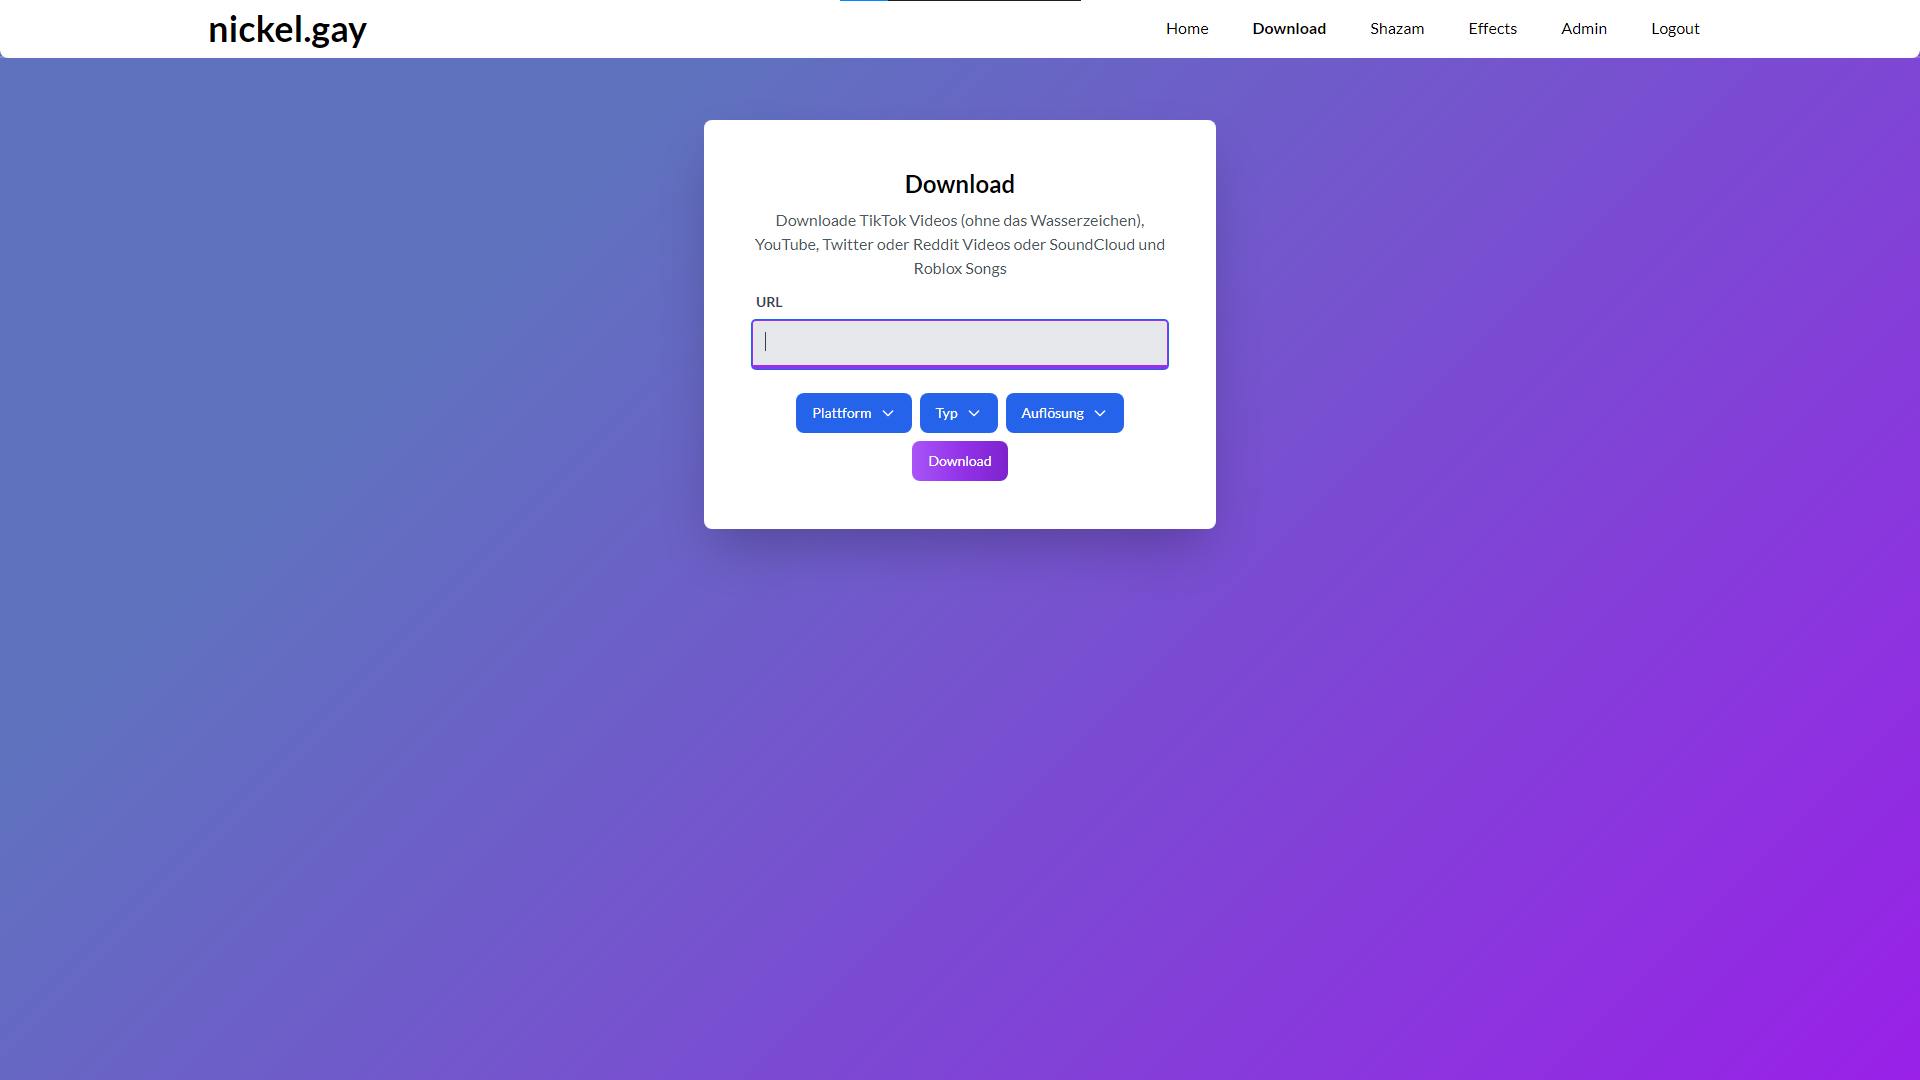 nickel.gay
Home Download Shazam Effects Admin Logout
Download
Downloade TikTok Videos (ohne das Wasserzeichen),
YouTube, Twitter oder Reddit Videos oder SoundCloud und
Roblox Songs
URL
Plattform Typ Auflösung
Download